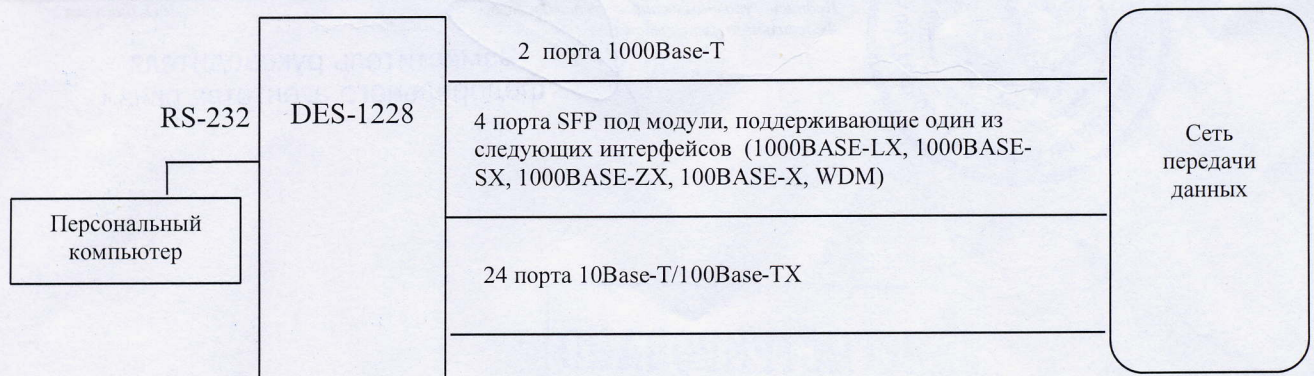 2 порта 1000Base-T
RS-232
DES-1228
4 порта SFP под модули, поддерживающие один из
следующих интерфейсов (1000BASE-LX, 1000BASE-
SX, 1000BASE-ZX, 100BASE-X, WDM)
Сеть
передачи
данных
Персональный
компьютер
24 порта 10Base-T/100Base-TX